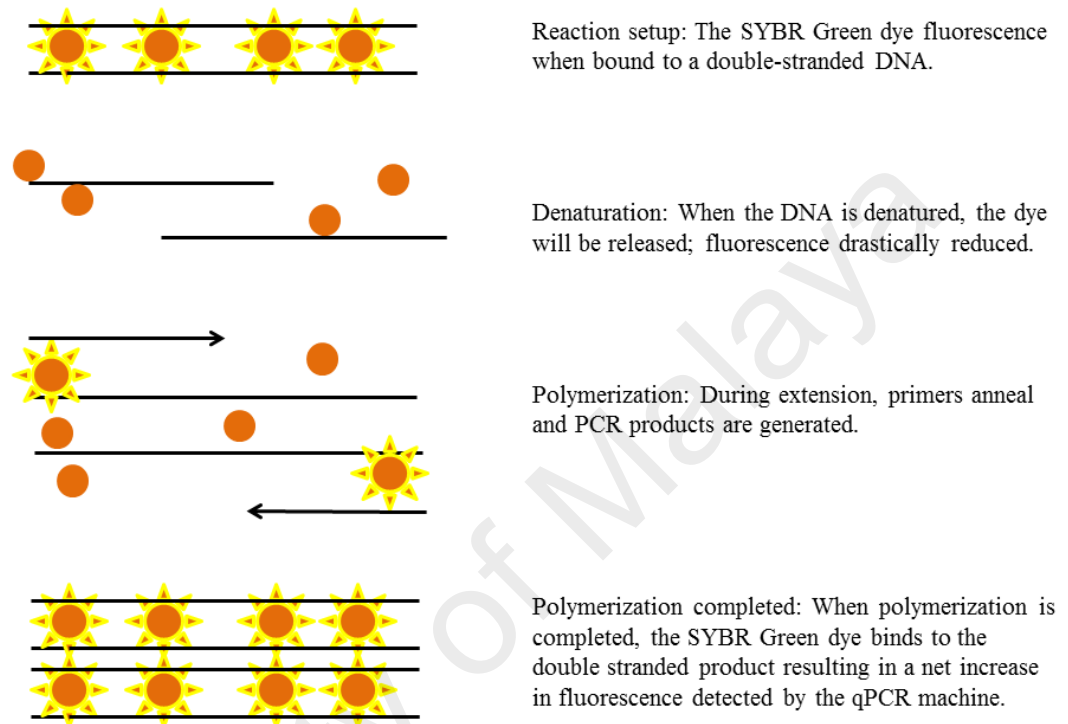 Reaction setup: The SYBR Green dye fluorescence
when bound to a double-stranded DNA.
Denaturation: When the DNA is denatured, the dye
will be released; fluorescence drastically reduced.
Polymerization: During extension, primers anneal
and PCR products are generated.
Polymerization completed: When polymerization is
completed, the SYBR Green dye binds to the
double stranded product resulting in a net increase
in fluorescence detected by the qPCR machine.
of Malaya